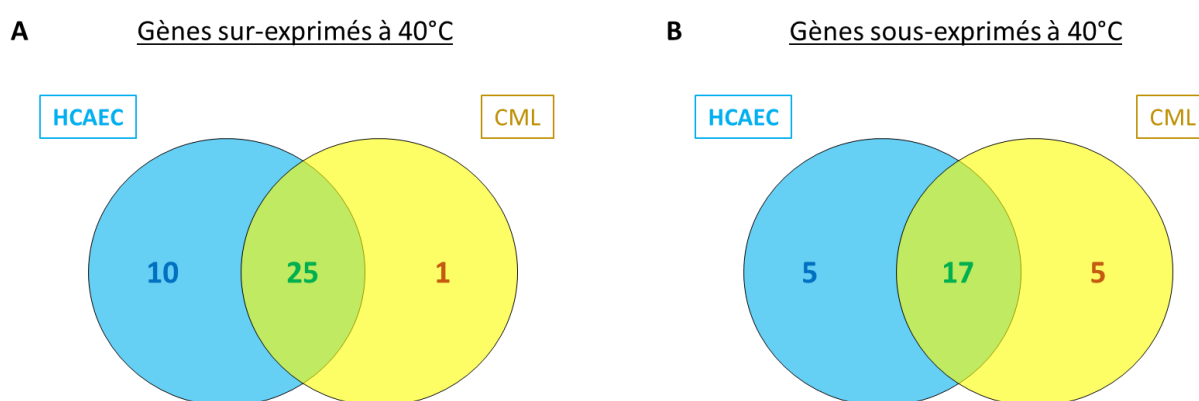 A Gènes sur-exprimés à 40°C
HCAEC CML
10 25 1
B Gènes sous-exprimés à 40°C
HCAEC CML
5 17 5